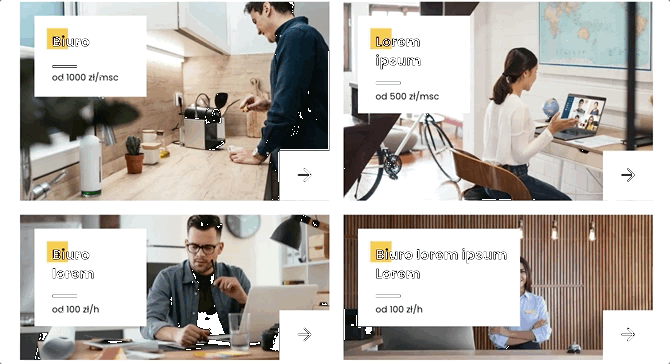 Biuro
od 1000 zł/msc
Lorem
ipsum
od 500 zł/msc
Biuro
lorem
od 100 zł/h
Biuro lorem ipsum
Lorem
od 100 zł/h